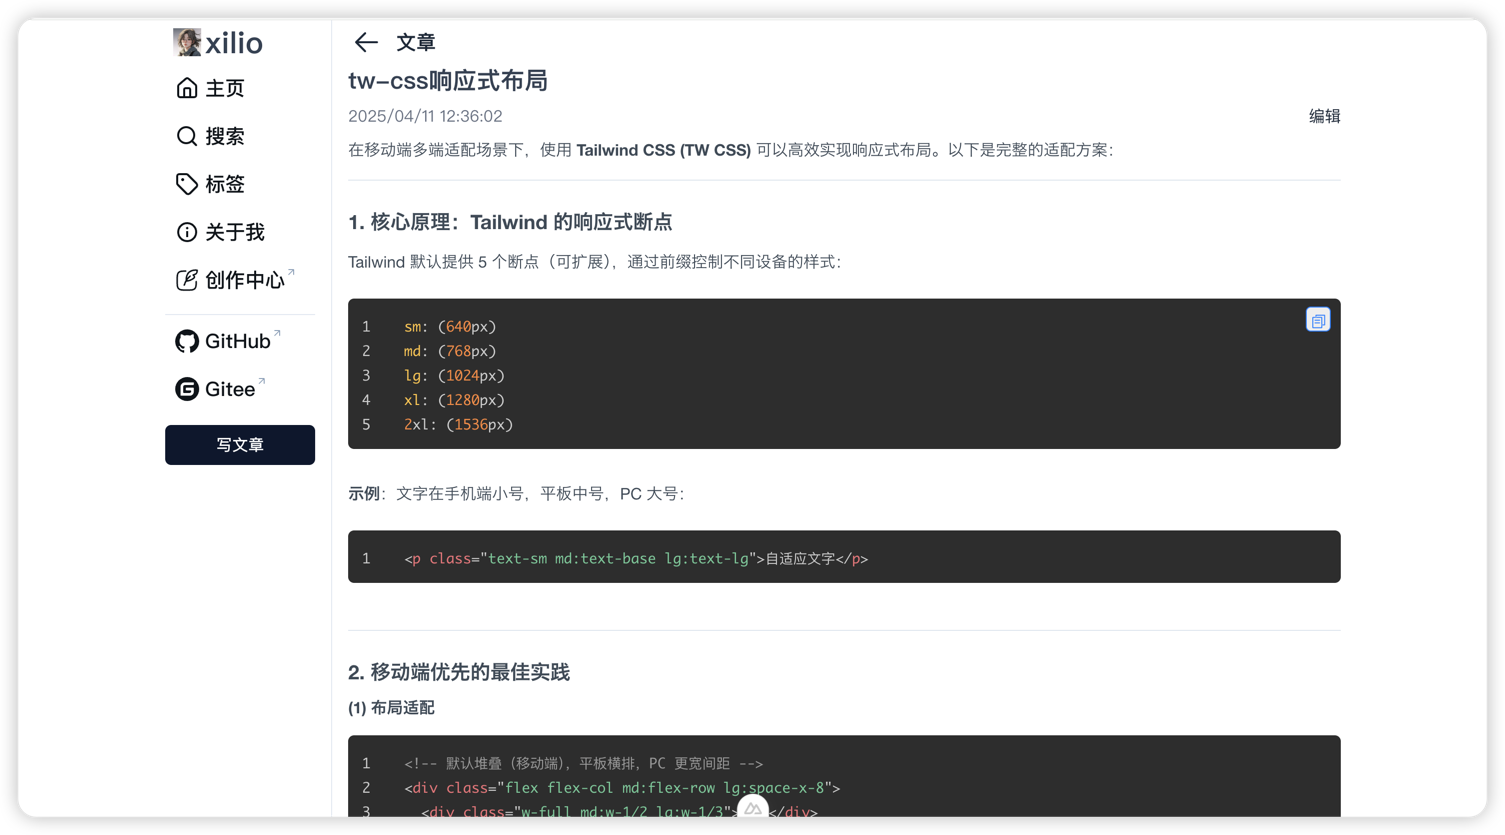 xilio
主页
搜索
标签
关于我
创作中心
GitHub
Gitee
写文章
文章
tw-css响应式布局
2025/04/11 12:36:02
编辑
在移动端多端适配场景下，使用 Tailwind CSS (TW CSS) 可以高效实现响应式布局。以下是完整的适配方案：
1. 核心原理：Tailwind 的响应式断点
Tailwind 默认提供 5 个断点（可扩展），通过前缀控制不同设备的样式：
1 sm: (640px)
2 md: (768px)
3 lg: (1024px)
4 xl: (1280px)
5 2xl: (1536px)
示例：文字在手机端小号，平板中号，PC 大号：
1 <p class="text-sm md:text-base lg:text-lg">自适应文字</p>
2. 移动端优先的最佳实践
(1) 布局适配
1 <!-- 默认堆叠（移动端），平板横排，PC 更宽间距 -->
2 <div class="flex flex-col md:flex-row lg:space-x-8">
3 <div class="w-full md:w-1/2 lg:w-1/3"></div>